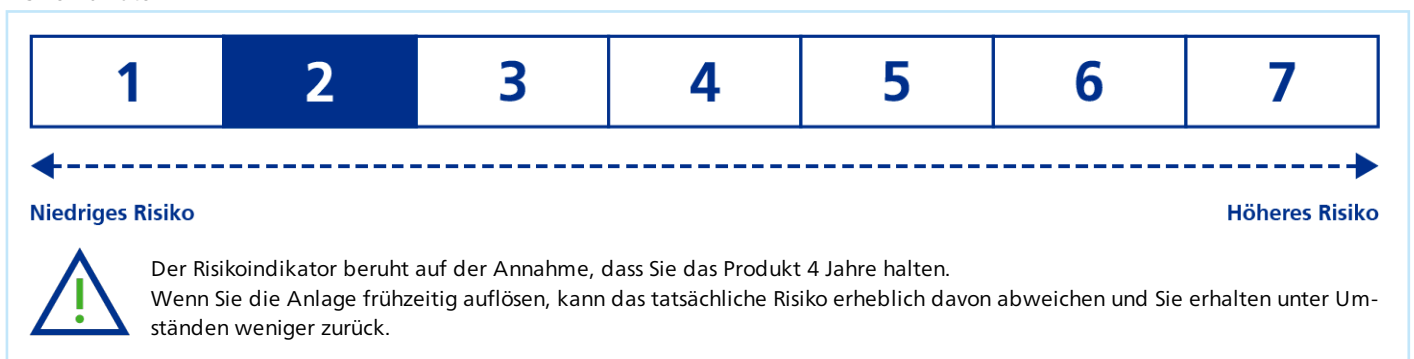 1 2 3 4 5 6 7
Niedriges Risiko Höheres Risiko
Der Risikoindikator beruht auf der Annahme, dass Sie das Produkt 4 Jahre halten.
Wenn Sie die Anlage frühzeitig auflösen, kann das tatsächliche Risiko erheblich davon abweichen und Sie erhalten unter Um-
ständen weniger zurück.